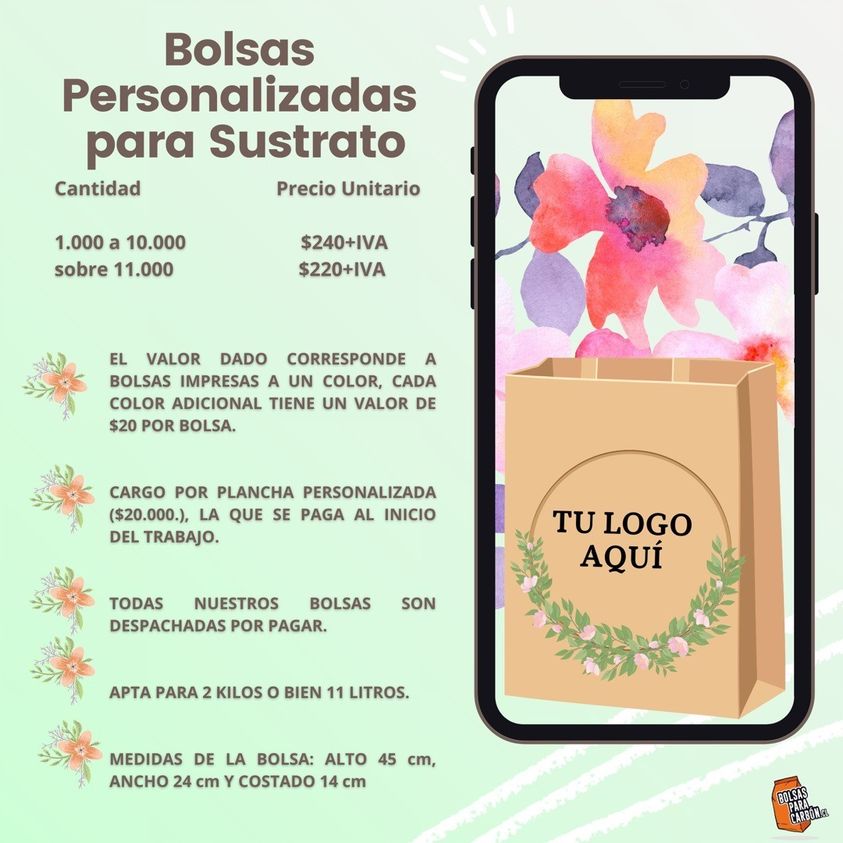 Bolsas
Personalizadas
para Sustrato
Cantidad Precio Unitario
1.000 a 10.000 $240+IVA
sobre 11.000 $220+IVA
EL VALOR DADO CORRESPONDE A
BOLSAS IMPRESAS A UN COLOR, CADA
COLOR ADICIONAL TIENE UN VALOR DE
$20 POR BOLSA.
CARGO POR PLANCHA PERSONALIZADA
($20.000.), LA QUE SE PAGA AL INICIO
DEL TRABAJO.
TODAS NUESTROS BOLSAS SON
DESPACHADAS POR PAGAR.
APTA PARA 2 KILOS O BIEN 11 LITROS.
MEDIDAS DE LA BOLSA: ALTO 45 cm,
ANCHO 24 cm Y COSTADO 14 cm
TU LOGO
AQUÍ
BOLSAS
PARA
CARBÓN.CL